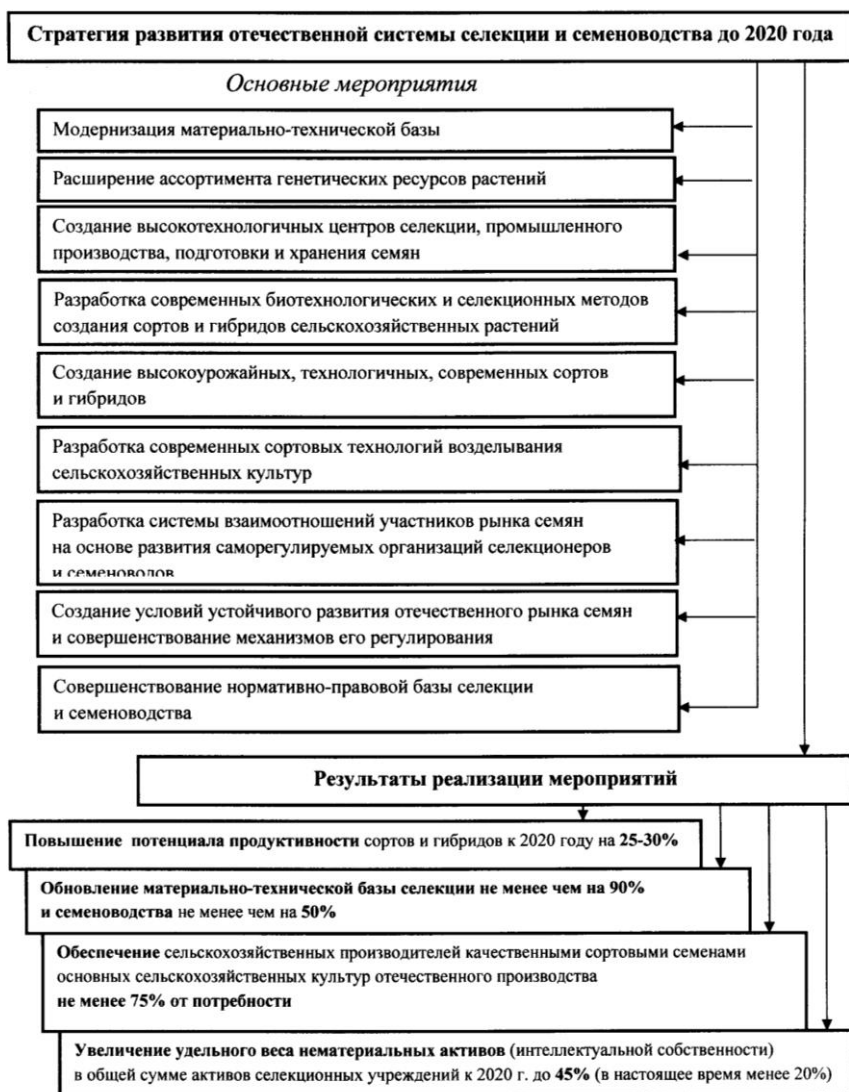 Стратегия развития отечественной системы селекции и семеноводства до 2020 года
Основные мероприятия
Модернизация материально-технической базы
Расширение ассортимента генетических ресурсов растений
Создание высокотехнологичных центров селекции, промышленного
производства, подготовки и хранения семян
Разработка современных биотехнологических и селекционных методов
создания сортов и гибридов сельскохозяйственных растений
Создание высокоурожайных, технологичных, современных сортов
и гибридов
Разработка современных сортовых технологий возделывания
сельскохозяйственных культур
Разработка системы взаимоотношений участников рынка семян
на основе развития саморегулируемых организаций селекционеров
и семеноводов
Создание условий устойчивого развития отечественного рынка семян
и совершенствование механизмов его регулирования
Совершенствование нормативно-правовой базы селекции
и семеноводства
Результаты реализации мероприятий
Повышение потенциала продуктивности сортов и гибридов к 2020 году на 25-30%
Обновление материально-технической базы селекции не менее чем на 90%
и семеноводства не менее чем на 50%
Обеспечение сельскохозяйственных производителей качественными сортовыми семенами
основных сельскохозяйственных культур отечественного производства
не менее 75% от потребности
Увеличение удельного веса нематериальных активов (интеллектуальной собственности)
в общей сумме активов селекционных учреждений к 2020 г. до 45% (в настоящее время менее 20%)